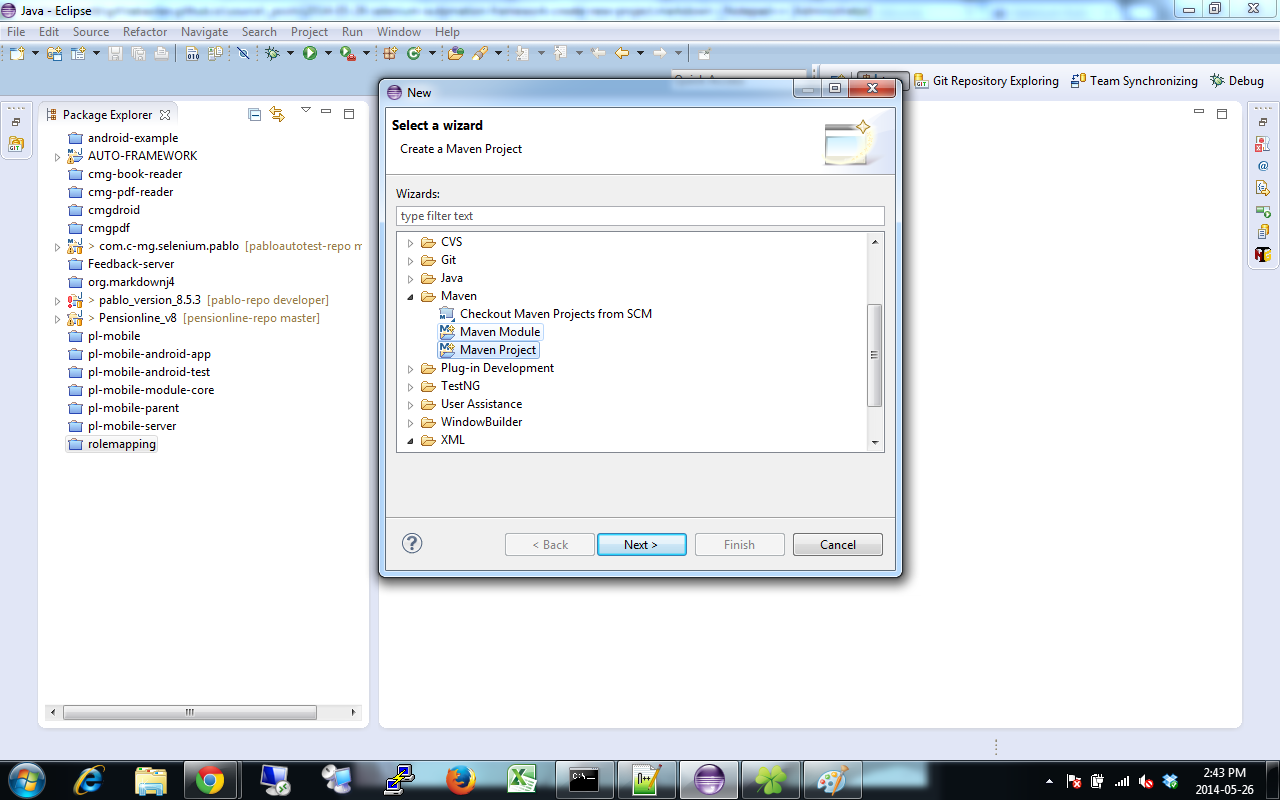 Java - Eclipse
File Edit Source Refactor Navigate Search Project Run Window Help
Git Repository Exploring Team Synchronizing Debug
Package Explorer
android-example
AUTO-FRAMEWORK
cmg-book-reader
cmg-pdf-reader
cmgdroid
cmgpdf
> com.c-mg.selenium.pablo [pabloautotest-repo m
Feedback-server
org.markdownj4
> pablo_version_8.5.3 [pablo-repo developer]
> Pensionline_v8 [pensionline-repo master]
pl-mobile
pl-mobile-android-app
pl-mobile-android-test
pl-mobile-module-core
pl-mobile-parent
pl-mobile-server
rolemapping
New
Select a wizard
Create a Maven Project
Wizards:
type filter text
CVS
Git
Java
Maven
Checkout Maven Projects from SCM
Maven Module
Maven Project
Plug-in Development
TestNG
User Assistance
WindowBuilder
XML
< Back Next > Finish Cancel
2:43 PM
2014-05-26